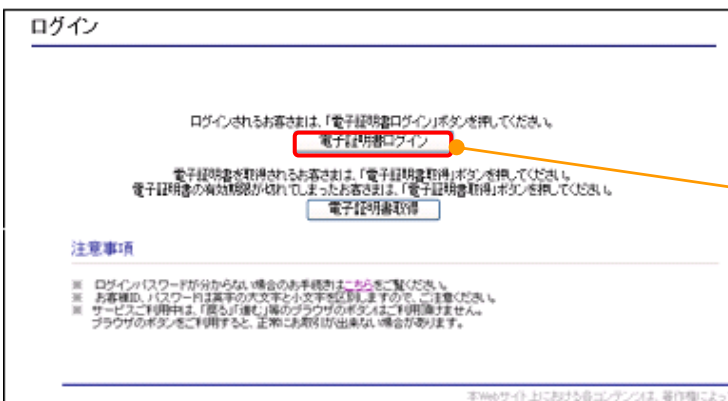 ログイン
ログインされるお客さまは、「電子証明書ログイン」ボタンを押してください。
電子証明書ログイン
電子証明書を取得されるお客さまは、「電子証明書取得」ボタンを押してください。
電子証明書の有効期限が切れてしまったお客さまは、「電子証明書取得」ボタンを押してください。
電子証明書取得
注意事項
※ ログインパスワードが分からない場合のお手続きはこちらをご覧ください。
※ お客様ID、パスワードは英字の大文字と小文字を区別しますので、ご注意ください。
※ サービスご利用中は、「戻る」「進む」等のブラウザのボタンはご利用頂けません。
ブラウザのボタンをご利用すると、正常にお取引が出来ない場合があります。
本Webサイト上における各コンテンツは、著作権によっ